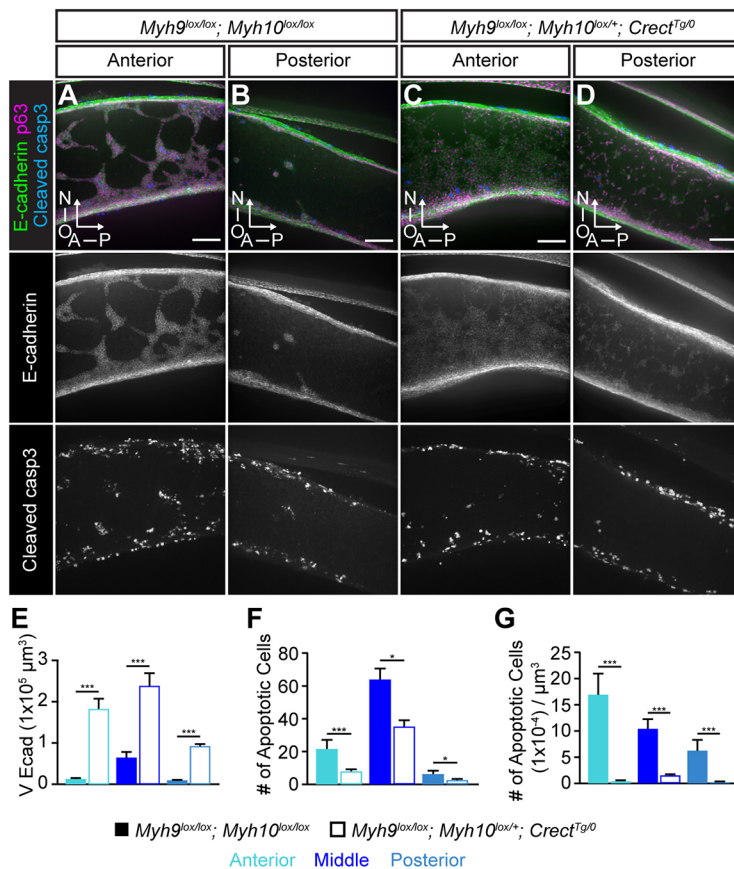 Myh9lox/lox; Myh10lox/lox
Myh9lox/lox; Myh10lox/+; CrectTg/0
Anterior
Posterior
Anterior
Posterior
E-cadherin p63
Cleaved casp3
A
B
C
D
N
O
A–P
N
O
A–P
N
O
A–P
N
O
A–P
E-cadherin
Cleaved casp3
E
V Ecad (1x10⁵ µm³)
3
2
1
0
***
***
***
F
# of Apoptotic Cells
80
60
40
20
0
***
*
*
G
# of Apoptotic Cells
(1x10⁻⁴) / µm³
25
20
15
10
5
0
***
***
***
Myh9lox/lox; Myh10lox/lox
Myh9lox/lox; Myh10lox/+; CrectTg/0
Anterior Middle Posterior